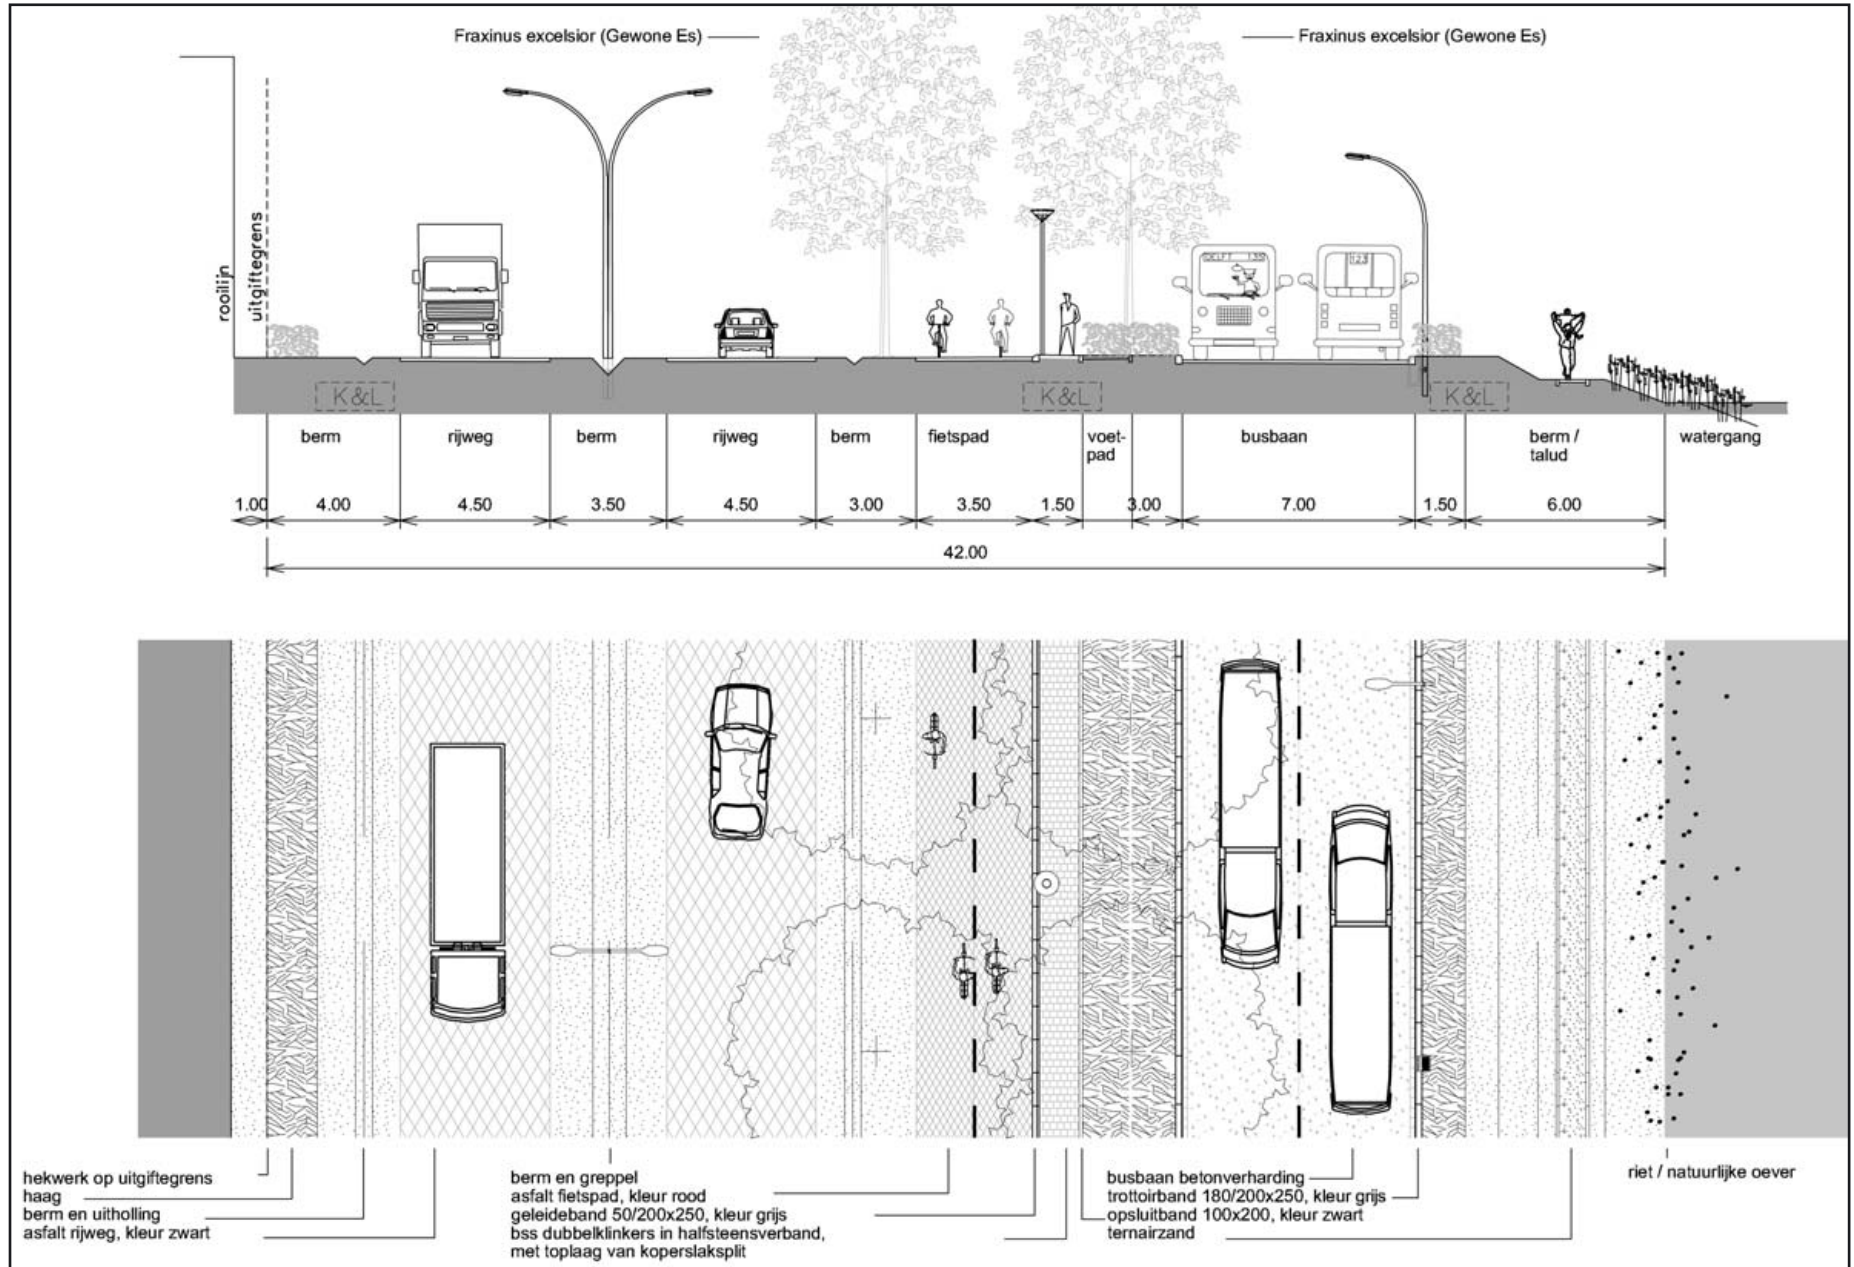 Fraxinus excelsior (Gewone Es)
Fraxinus excelsior (Gewone Es)
rooilijn
uitgiftegrens
DELFT 130
123
K&L
K&L
K&L
berm
rijweg
berm
rijweg
berm
fietspad
voet-
pad
busbaan
berm /
talud
watergang
1.00
4.00
4.50
3.50
4.50
3.00
3.50
1.50
3.00
7.00
1.50
6.00
42.00
hekwerk op uitgiftegrens
haag
berm en uitholling
asfalt rijweg, kleur zwart
berm en greppel
asfalt fietspad, kleur rood
geleideband 50/200x250, kleur grijs
bss dubbelklinkers in halfsteensverband,
met toplaag van koperslaksplit
busbaan betonverharding
trottoirband 180/200x250, kleur grijs
opsluitband 100x200, kleur zwart
ternairzand
riet / natuurlijke oever